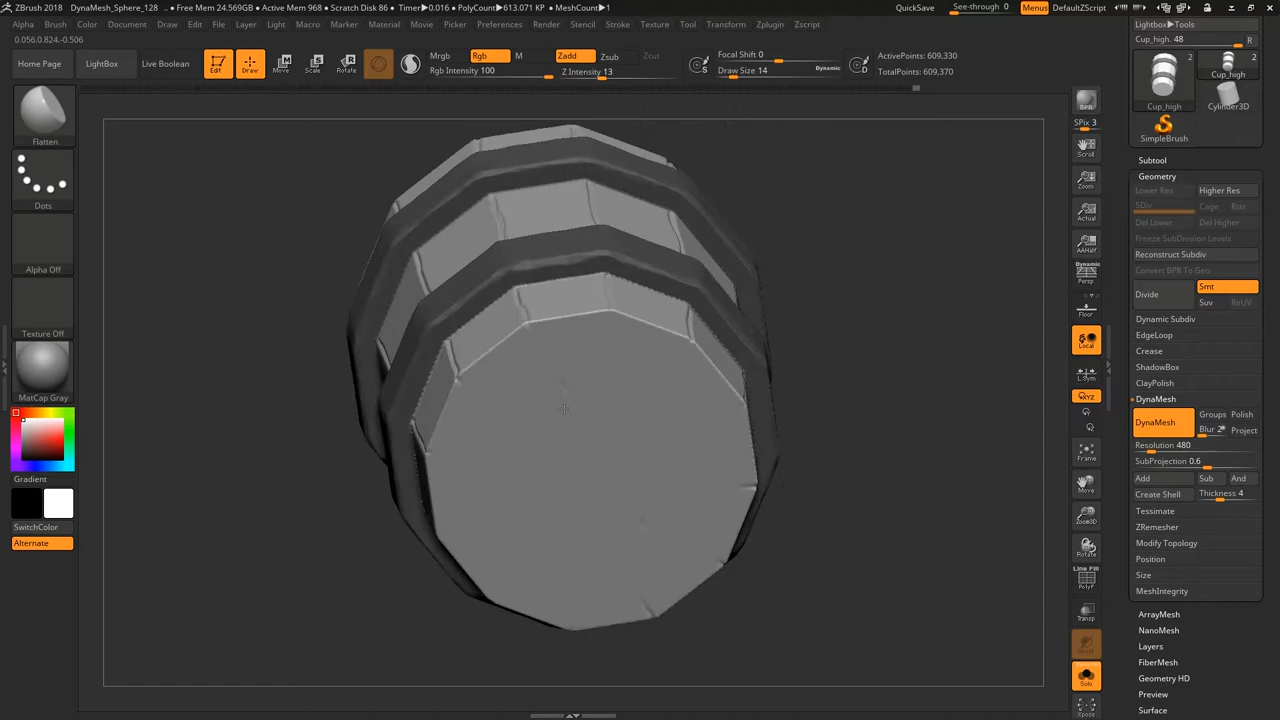 ZBrush 2018 DynaMesh_Sphere_128 • Free Mem 24.569GB • Active Mem 968 • Scratch Disk 86 • Timer▶0.016 • PolyCount▶613.071 KP • MeshCount▶1 QuickSave See-through 0 Menus DefaultZScript
Alpha Brush Color Document Draw Edit File Layer Light Macro Marker Material Movie Picker Preferences Render Stencil Stroke Texture Tool Transform Zplugin Zscript
0.056,0.824,-0.506
Home Page LightBox Live Boolean
Edit Draw Move Scale Rotate
Mrgb Rgb M
Rgb Intensity 100
Zadd Zsub
Z Intensity 13
Focal Shift 0
Draw Size 14 Dynamic
S D
ActivePoints: 609,330
TotalPoints: 609,370
Flatten
Dots
Alpha Off
Texture Off
MatCap Gray
Gradient
SwitchColor
Alternate
BPR
SPix 3
Scroll
Zoom
Actual
AAHalf
Dynamic
Persp
Floor
Local
L.Sym
XYZ
Frame
Move
Zoom3D
Rotate
Line Fill
PolyF
Transp
Solo
Xpose
Lightbox▶Tools
Cup_high. 48 R
2 2
Cup_high
Cup_high Cylinder3D
SimpleBrush
Subtool
Geometry
Lower Res Higher Res
SDiv Cage Rstr
Del Lower Del Higher
Freeze SubDivision Levels
Reconstruct Subdiv
Convert BPR To Geo
Divide Smt
Suv ReUV
Dynamic Subdiv
EdgeLoop
Crease
ShadowBox
ClayPolish
DynaMesh
DynaMesh Groups Polish
Blur 2 Project
Resolution 480
SubProjection 0.6
Add Sub And
Create Shell Thickness 4
Tessimate
ZRemesher
Modify Topology
Position
Size
MeshIntegrity
ArrayMesh
NanoMesh
Layers
FiberMesh
Geometry HD
Preview
Surface